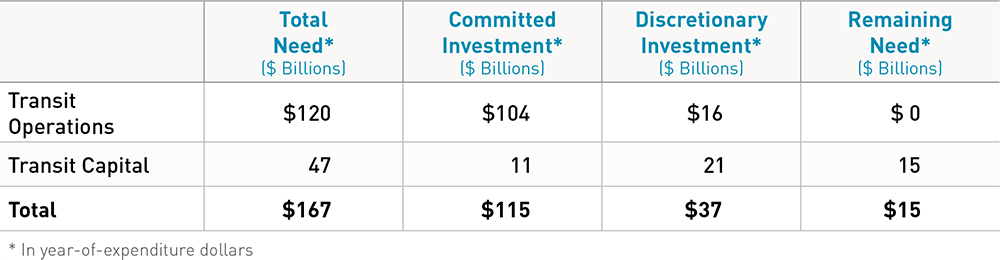 Total Need* ($ Billions) Committed Investment* ($ Billions) Discretionary Investment* ($ Billions) Remaining Need* ($ Billions)
Transit Operations $120 $104 $16 $ 0
Transit Capital 47 11 21 15
Total $167 $115 $37 $15
* In year-of-expenditure dollars